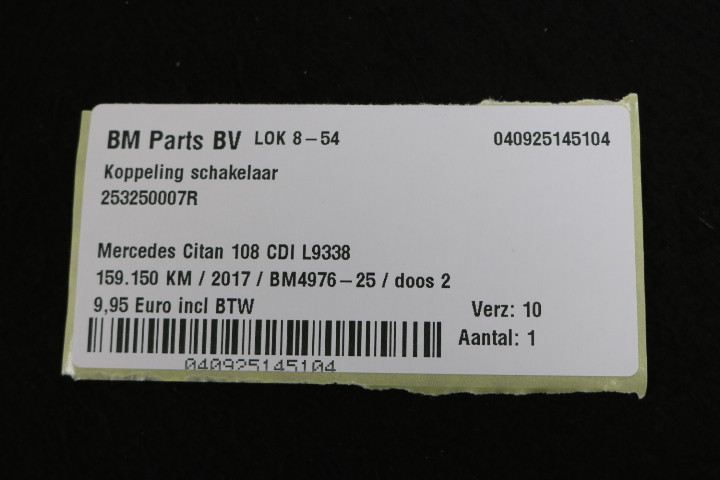 BM Parts BV LOK 8-54 040925145104
Koppeling schakelaar
253250007R
Mercedes Citan 108 CDI L9338
159.150 KM / 2017 / BM4976-25 / doos 2
9,95 Euro incl BTW Verz: 10
Aantal: 1
040925145104